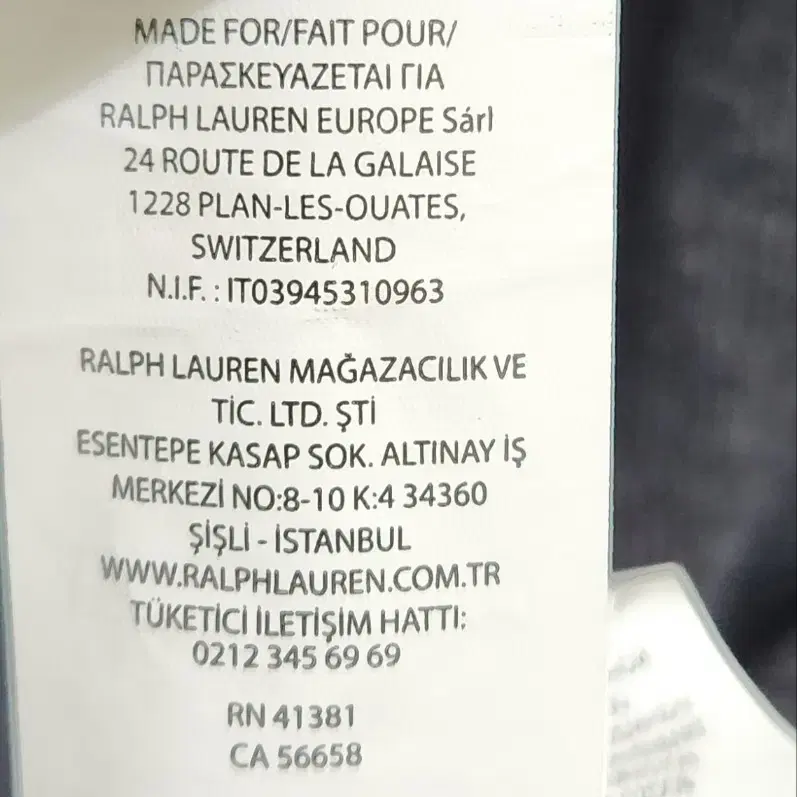 MADE FOR/FAIT POUR/
ΠΑΡΑΣΚΕΥΑΖΕΤΑΙ ΓΙΑ
RALPH LAUREN EUROPE Sárl
24 ROUTE DE LA GALAISE
1228 PLAN-LES-OUATES,
SWITZERLAND
N.I.F. : IT03945310963
RALPH LAUREN MAĞAZACILIK VE
TİC. LTD. ŞTİ
ESENTEPE KASAP SOK. ALTINAY İŞ
MERKEZİ NO:8-10 K:4 34360
ŞİŞLİ - İSTANBUL
WWW.RALPHLAUREN.COM.TR
TÜKETİCİ İLETİŞİM HATTI:
0212 345 69 69
RN 41381
CA 56658